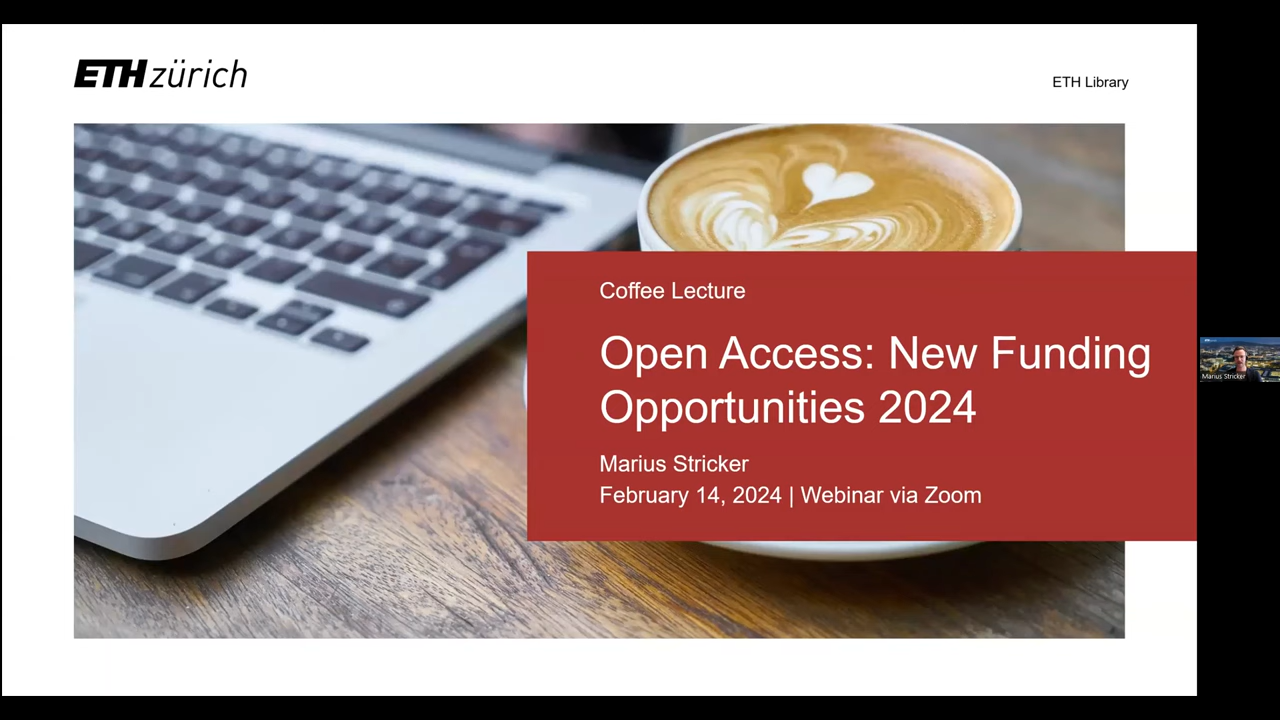 ETH zürich
ETH Library
Coffee Lecture
Open Access: New Funding
Opportunities 2024
Marius Stricker
February 14, 2024 | Webinar via Zoom
Marius Stricker